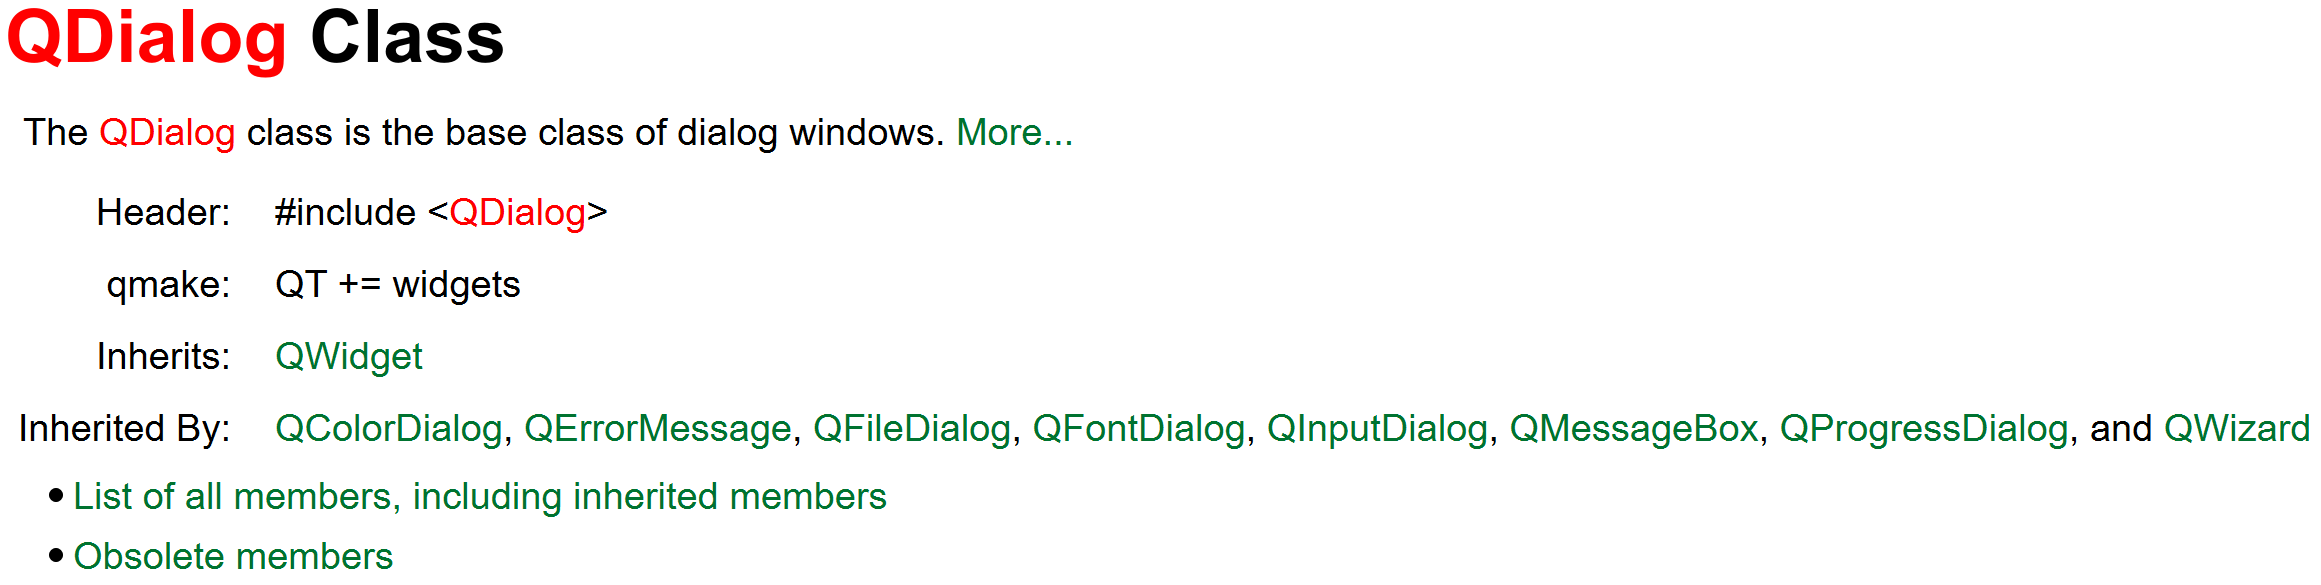 QDialog Class
The QDialog class is the base class of dialog windows. More...
Header: #include <QDialog>
qmake: QT += widgets
Inherits: QWidget
Inherited By: QColorDialog, QErrorMessage, QFileDialog, QFontDialog, QInputDialog, QMessageBox, QProgressDialog, and QWizard
• List of all members, including inherited members
• Obsolete members